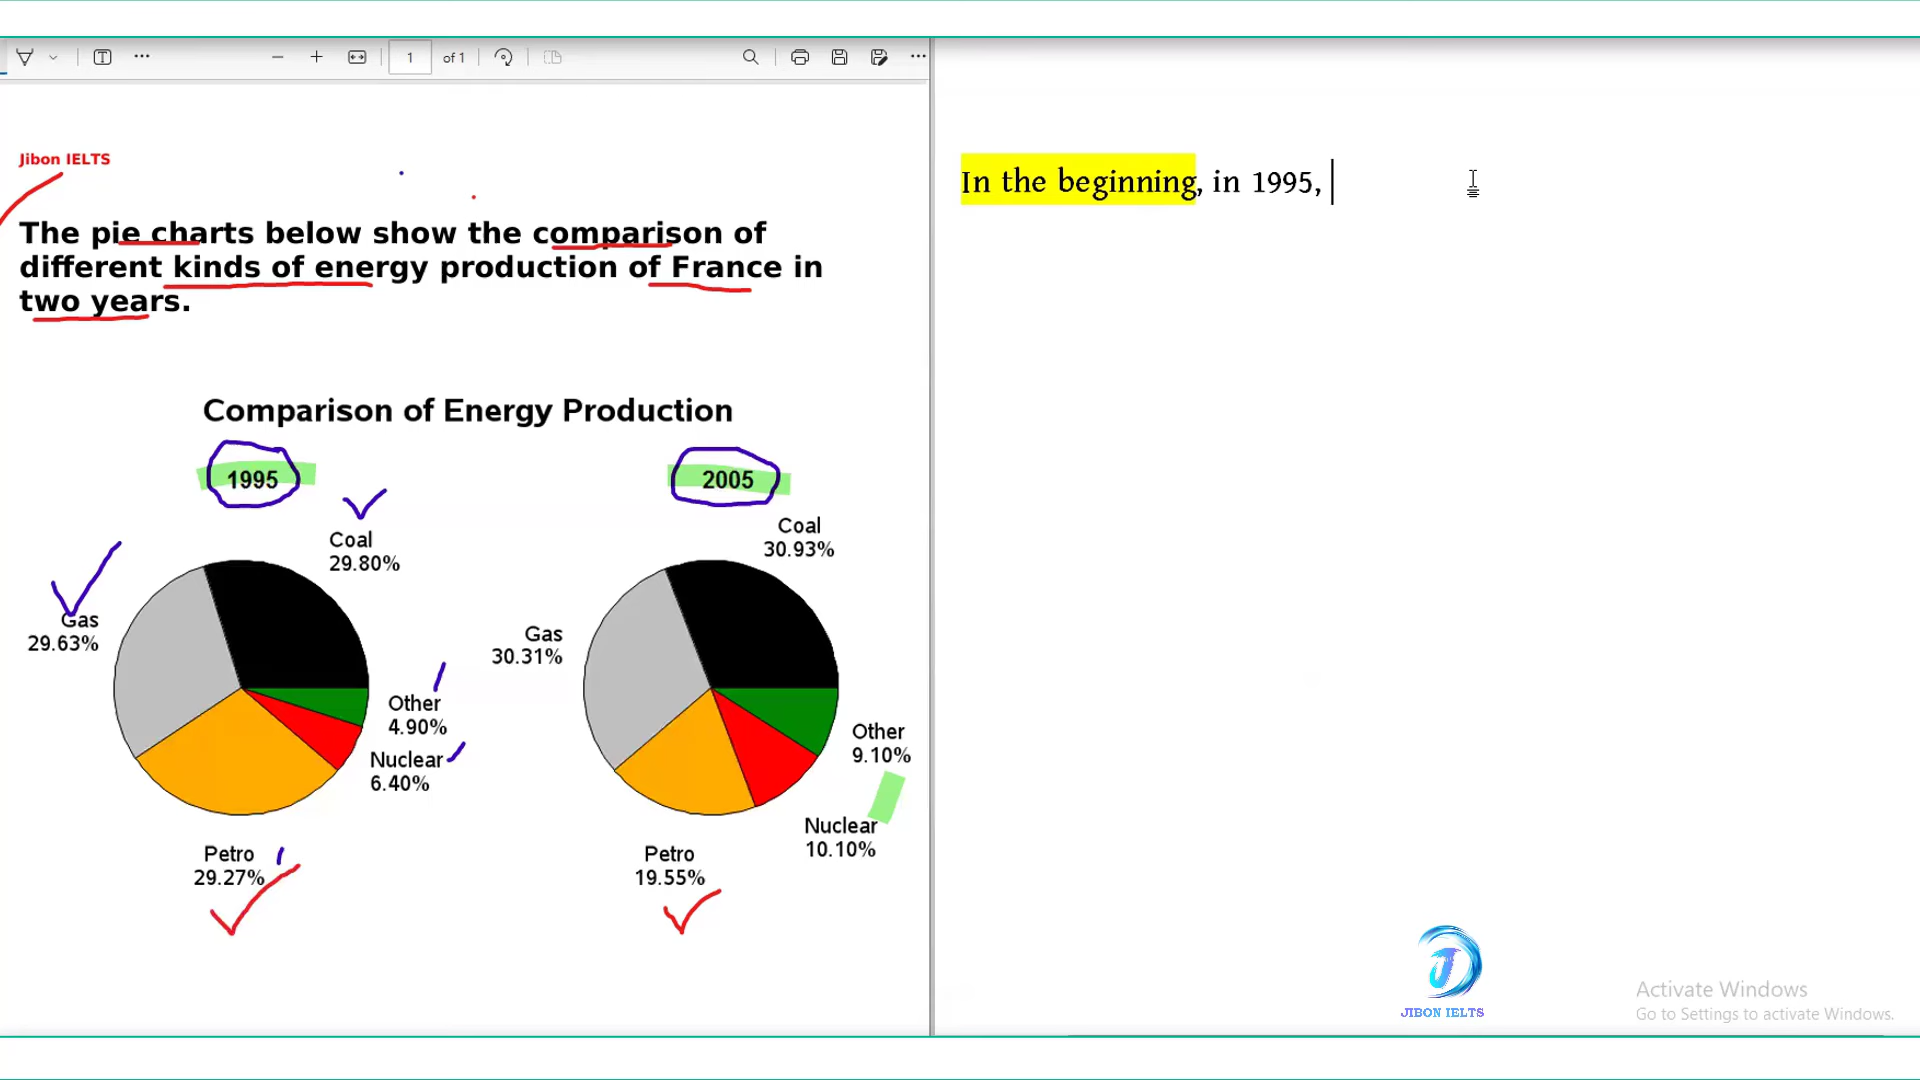 1 of 1
Jibon IELTS
The pie charts below show the comparison of
different kinds of energy production of France in
two years.
Comparison of Energy Production
1995
Coal
29.80%
Gas
29.63%
Other
4.90%
Nuclear
6.40%
Petro
29.27%
2005
Coal
30.93%
Gas
30.31%
Other
9.10%
Nuclear
10.10%
Petro
19.55%
In the beginning, in 1995,
JIBON IELTS
Activate Windows
Go to Settings to activate Windows.